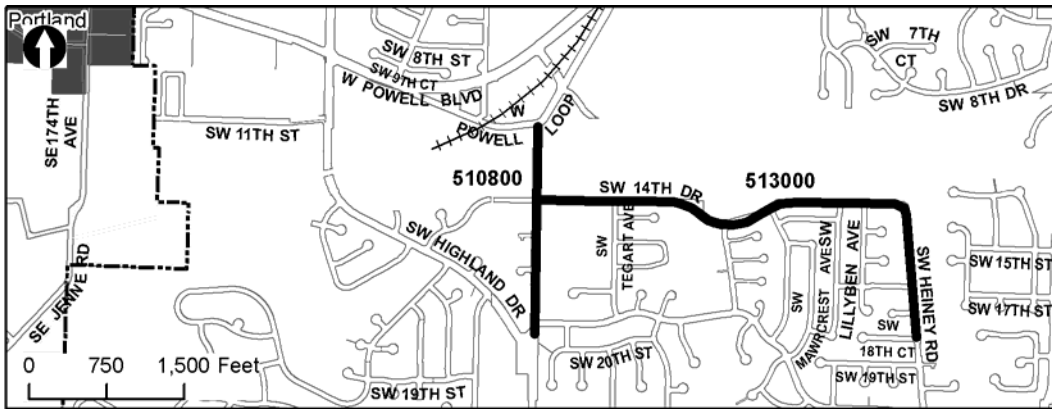 Portland
SW 8TH ST
SW 9TH CT
W POWELL BLVD
W
POWELL
LOOP
SW 7TH
CT
SW 8TH DR
SE174TH
AVE
SW 11TH ST
510800
SW 14TH DR
513000
SW HIGHLAND DR
SW
TEGART AVE
SW
MAWRCREST AVE
SW
LILLYBEN AVE
SW HEINEY RD
SW 15TH ST
SW 17TH ST
SE JENNE RD
SW
18TH CT
SW 20TH ST
SW 19TH ST
SW 19TH ST
0 750 1,500 Feet